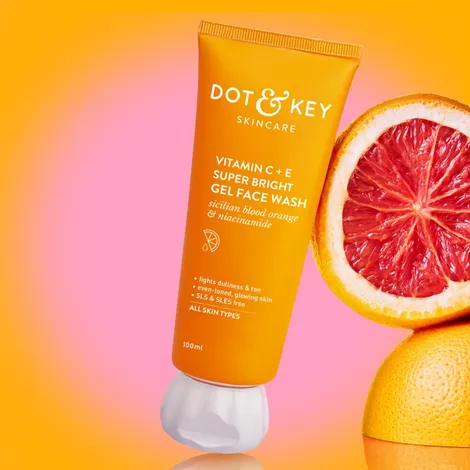 DOT & KEY
SKINCARE
VITAMIN C + E
SUPER BRIGHT
GEL FACE WASH
sicilian blood orange
& niacinamide
• fights dullness & tan
• even-toned, glowing skin
• SLS & SLES free
ALL SKIN TYPES
100ml